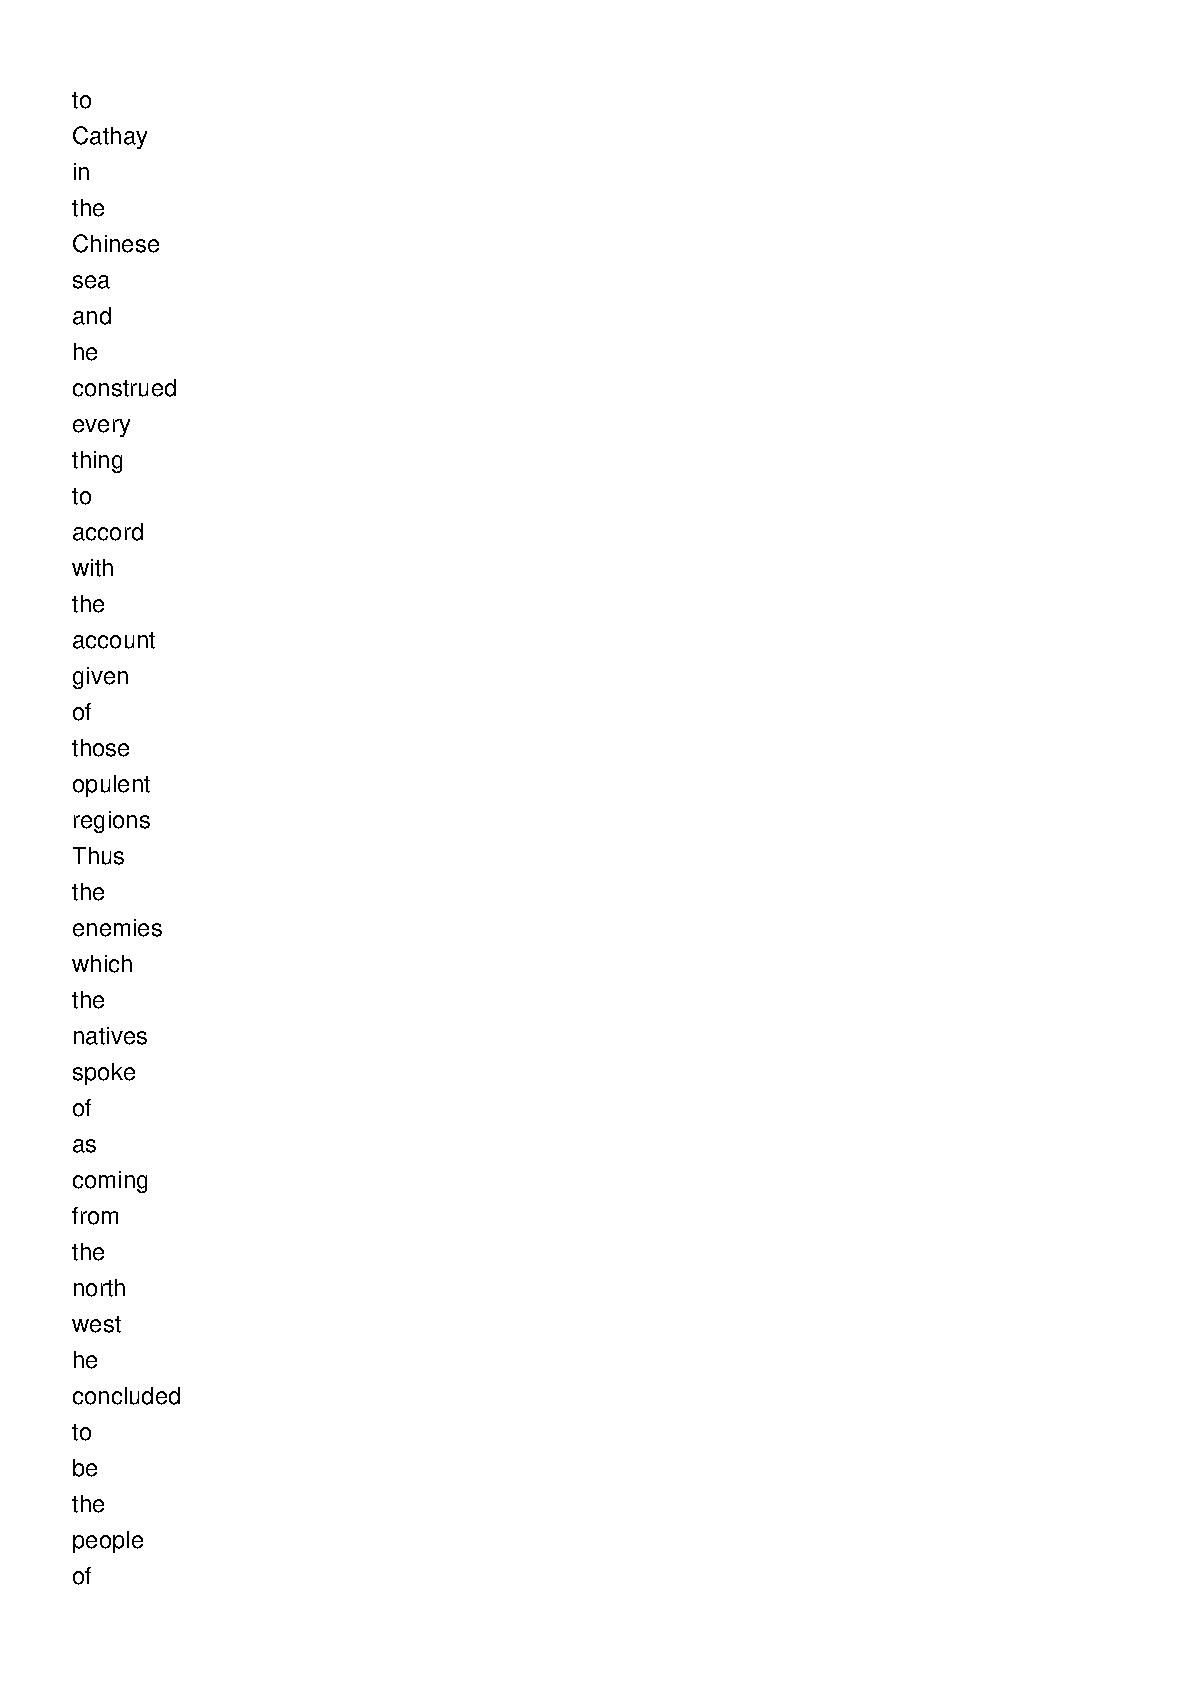 to
Cathay
in
the
Chinese
sea
and
he
construed
every
thing
to
accord
with
the
account
given
of
those
opulent
regions
Thus
the
enemies
which
the
natives
spoke
of
as
coming
from
the
north
west
he
concluded
to
be
the
people
of